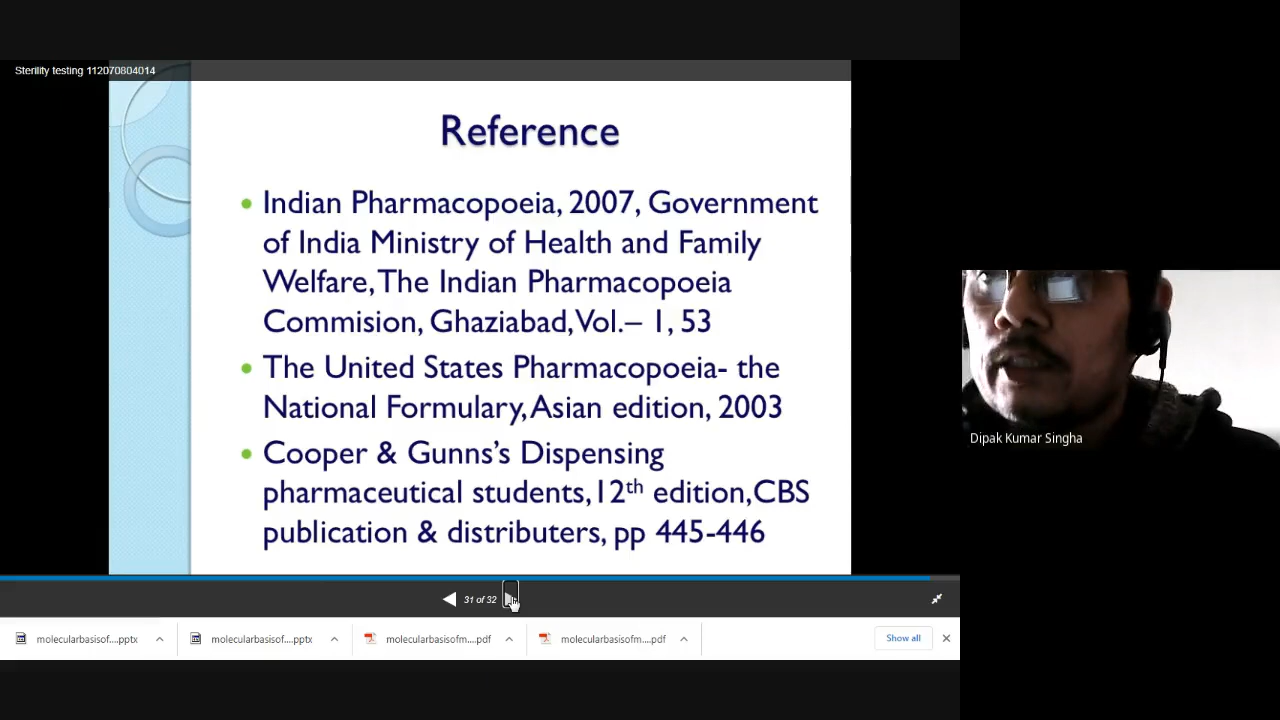 Sterility testing 112070804014
Reference
Indian Pharmacopoeia, 2007, Government
of India Ministry of Health and Family
Welfare, The Indian Pharmacopoeia
Commision, Ghaziabad, Vol.– 1, 53
The United States Pharmacopoeia- the
National Formulary, Asian edition, 2003
Cooper & Gunns’s Dispensing
pharmaceutical students,12th edition,CBS
publication & distributers, pp 445-446
Dipak Kumar Singha
31 of 32
molecularbasisof....pptx
molecularbasisof....pptx
molecularbasisofm....pdf
molecularbasisofm....pdf
Show all